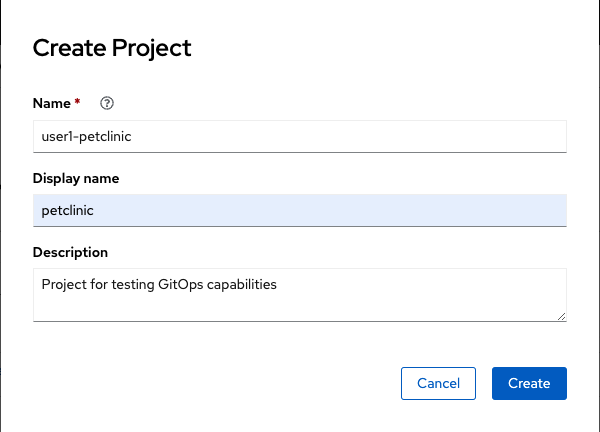 Create Project
Name *
user1-petclinic
Display name
petclinic
Description
Project for testing GitOps capabilities
Cancel Create